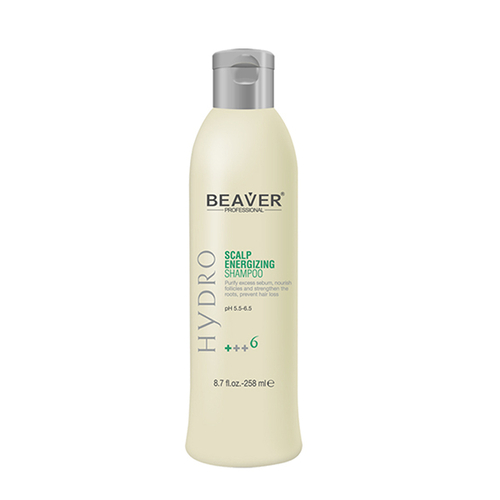 BEAVER®
PROFESSIONAL
HYDRO
SCALP
ENERGIZING
SHAMPOO
Purify excess sebum, nourish
follicles and strengthen the
roots, prevent hair loss
pH 5.5-6.5
+++6
8.7 fl.oz.-258 ml℮